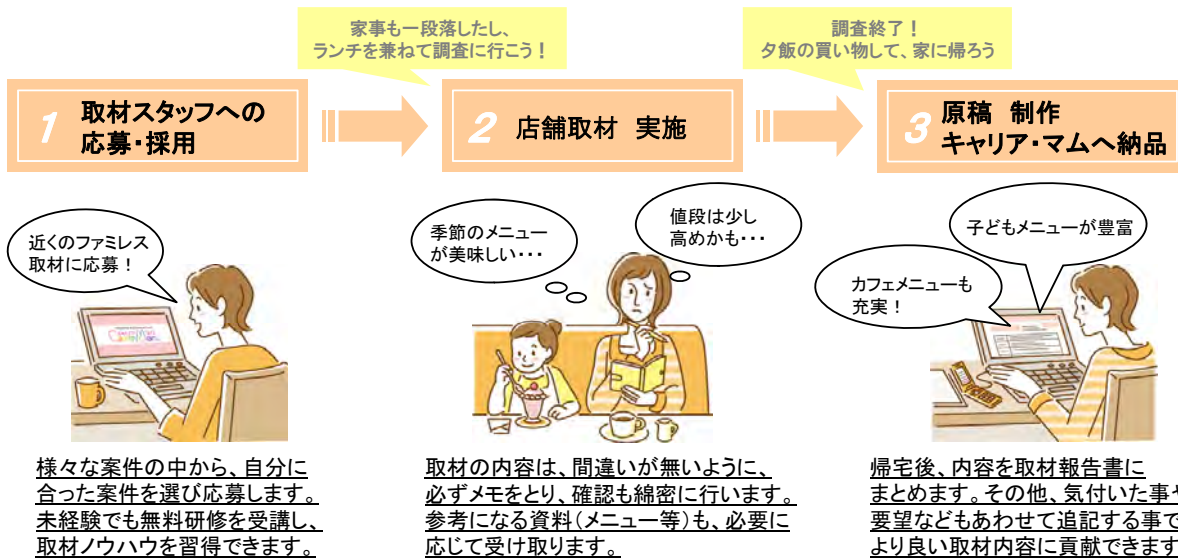 家事も一段落したし、
ランチを兼ねて調査に行こう！
調査終了！
夕飯の買い物して、家に帰ろう
1 取材スタッフへの
応募・採用
2 店舗取材 実施
3 原稿 制作
キャリア・マムへ納品
近くのファミレス
取材に応募！
季節のメニュー
が美味しい・・・
値段は少し
高めかも・・・
子どもメニューが豊富
カフェメニューも
充実！
様々な案件の中から、自分に
合った案件を選び応募します。
未経験でも無料研修を受講し、
取材ノウハウを習得できます。
取材の内容は、間違いが無いように、
必ずメモをとり、確認も綿密に行います。
参考になる資料（メニュー等）も、必要に
応じて受け取ります。
帰宅後、内容を取材報告書に
まとめます。その他、気付いた事や
要望などもあわせて追記する事で
より良い取材内容に貢献できます